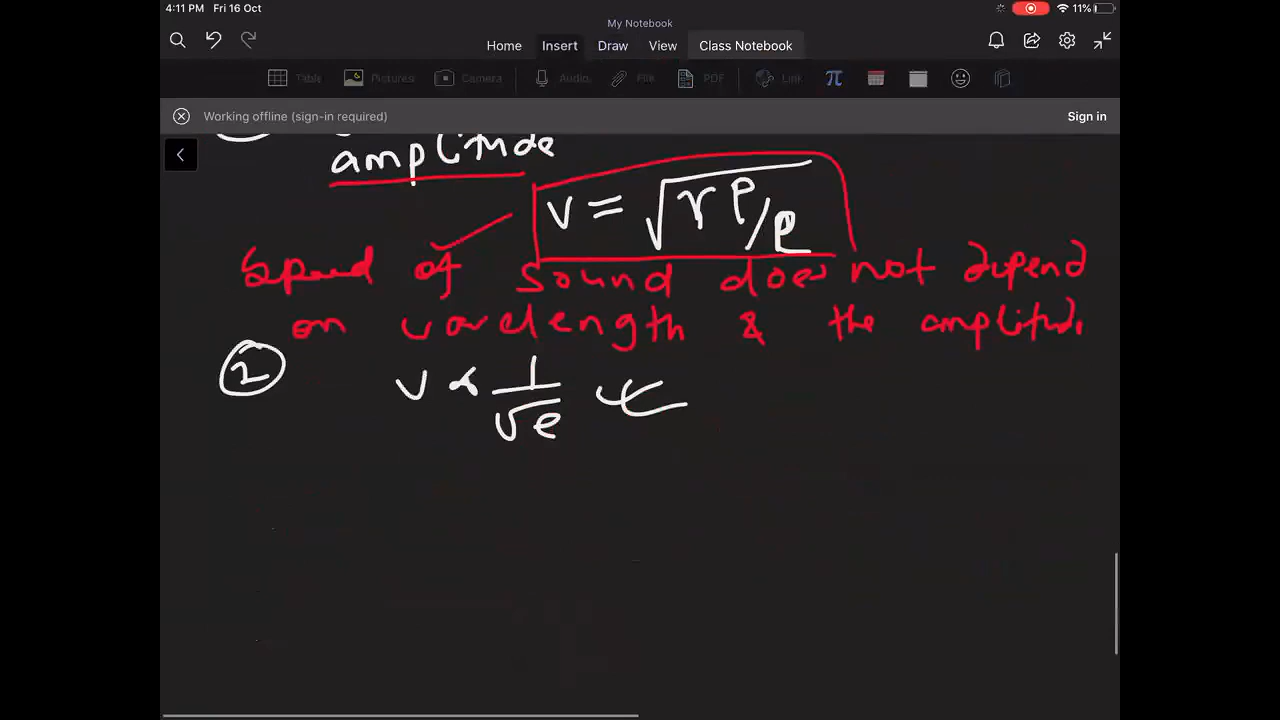 4:11 PM Fri 16 Oct
11%
My Notebook
Home Insert Draw View Class Notebook
Table Pictures Camera Audio File PDF Link
Working offline (sign-in required) Sign in
amplitude
v = √γP/ρ
Speed of sound does not depend
on wavelength & the amplitude
2 v ∝ 1/√ρ